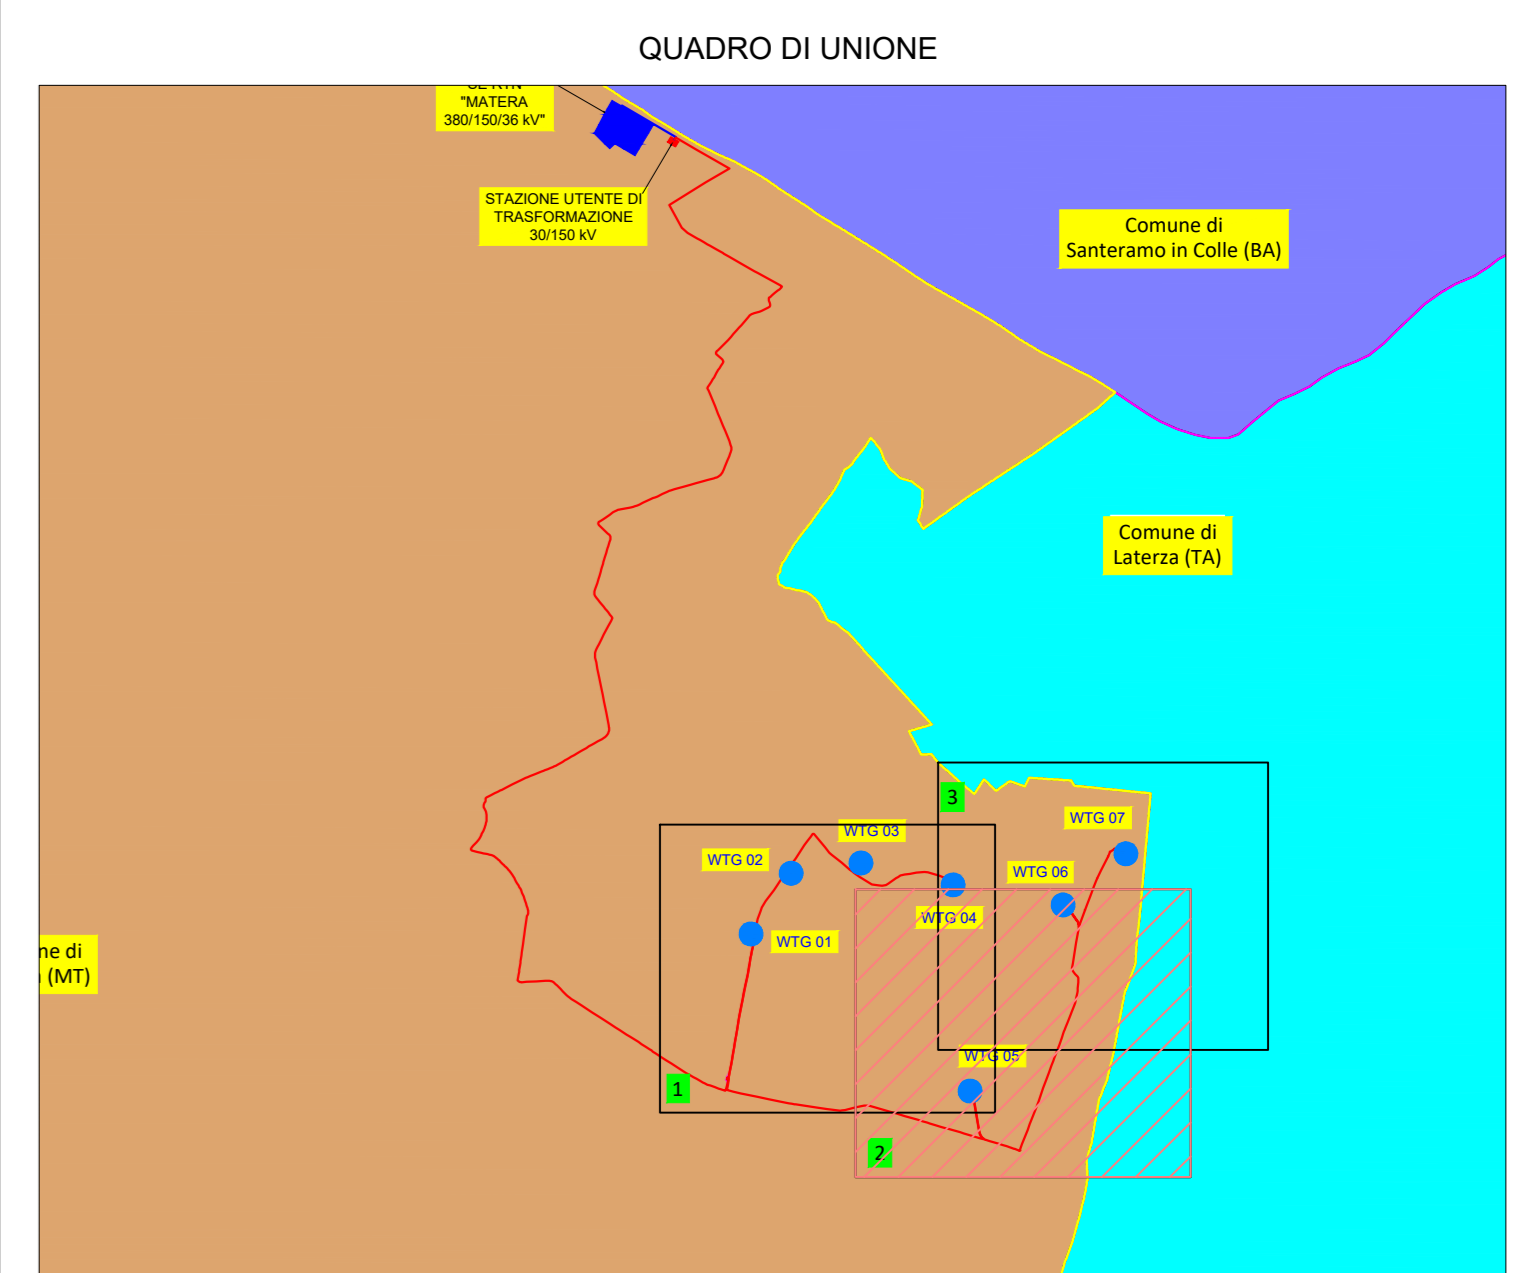 QUADRO DI UNIONE
"MATERA
380/150/36 kV"
STAZIONE UTENTE DI
TRASFORMAZIONE
30/150 kV
Comune di
Santeramo in Colle (BA)
Comune di
Laterza (TA)
3
WTG 07
WTG 03
WTG 02
WTG 06
WTG 04
WTG 01
ne di
(MT)
WTG 05
1
2